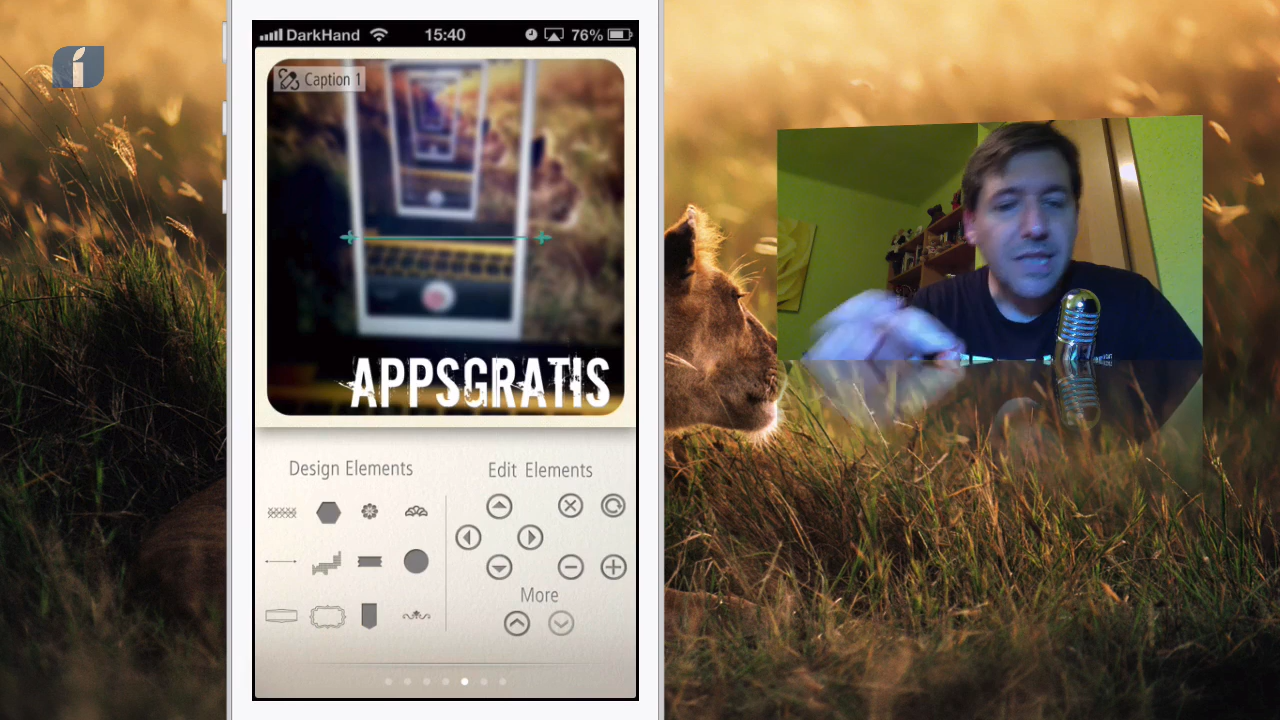 DarkHand 15:40 76%
Caption 1
APPSGRATIS
Design Elements
Edit Elements
More
i